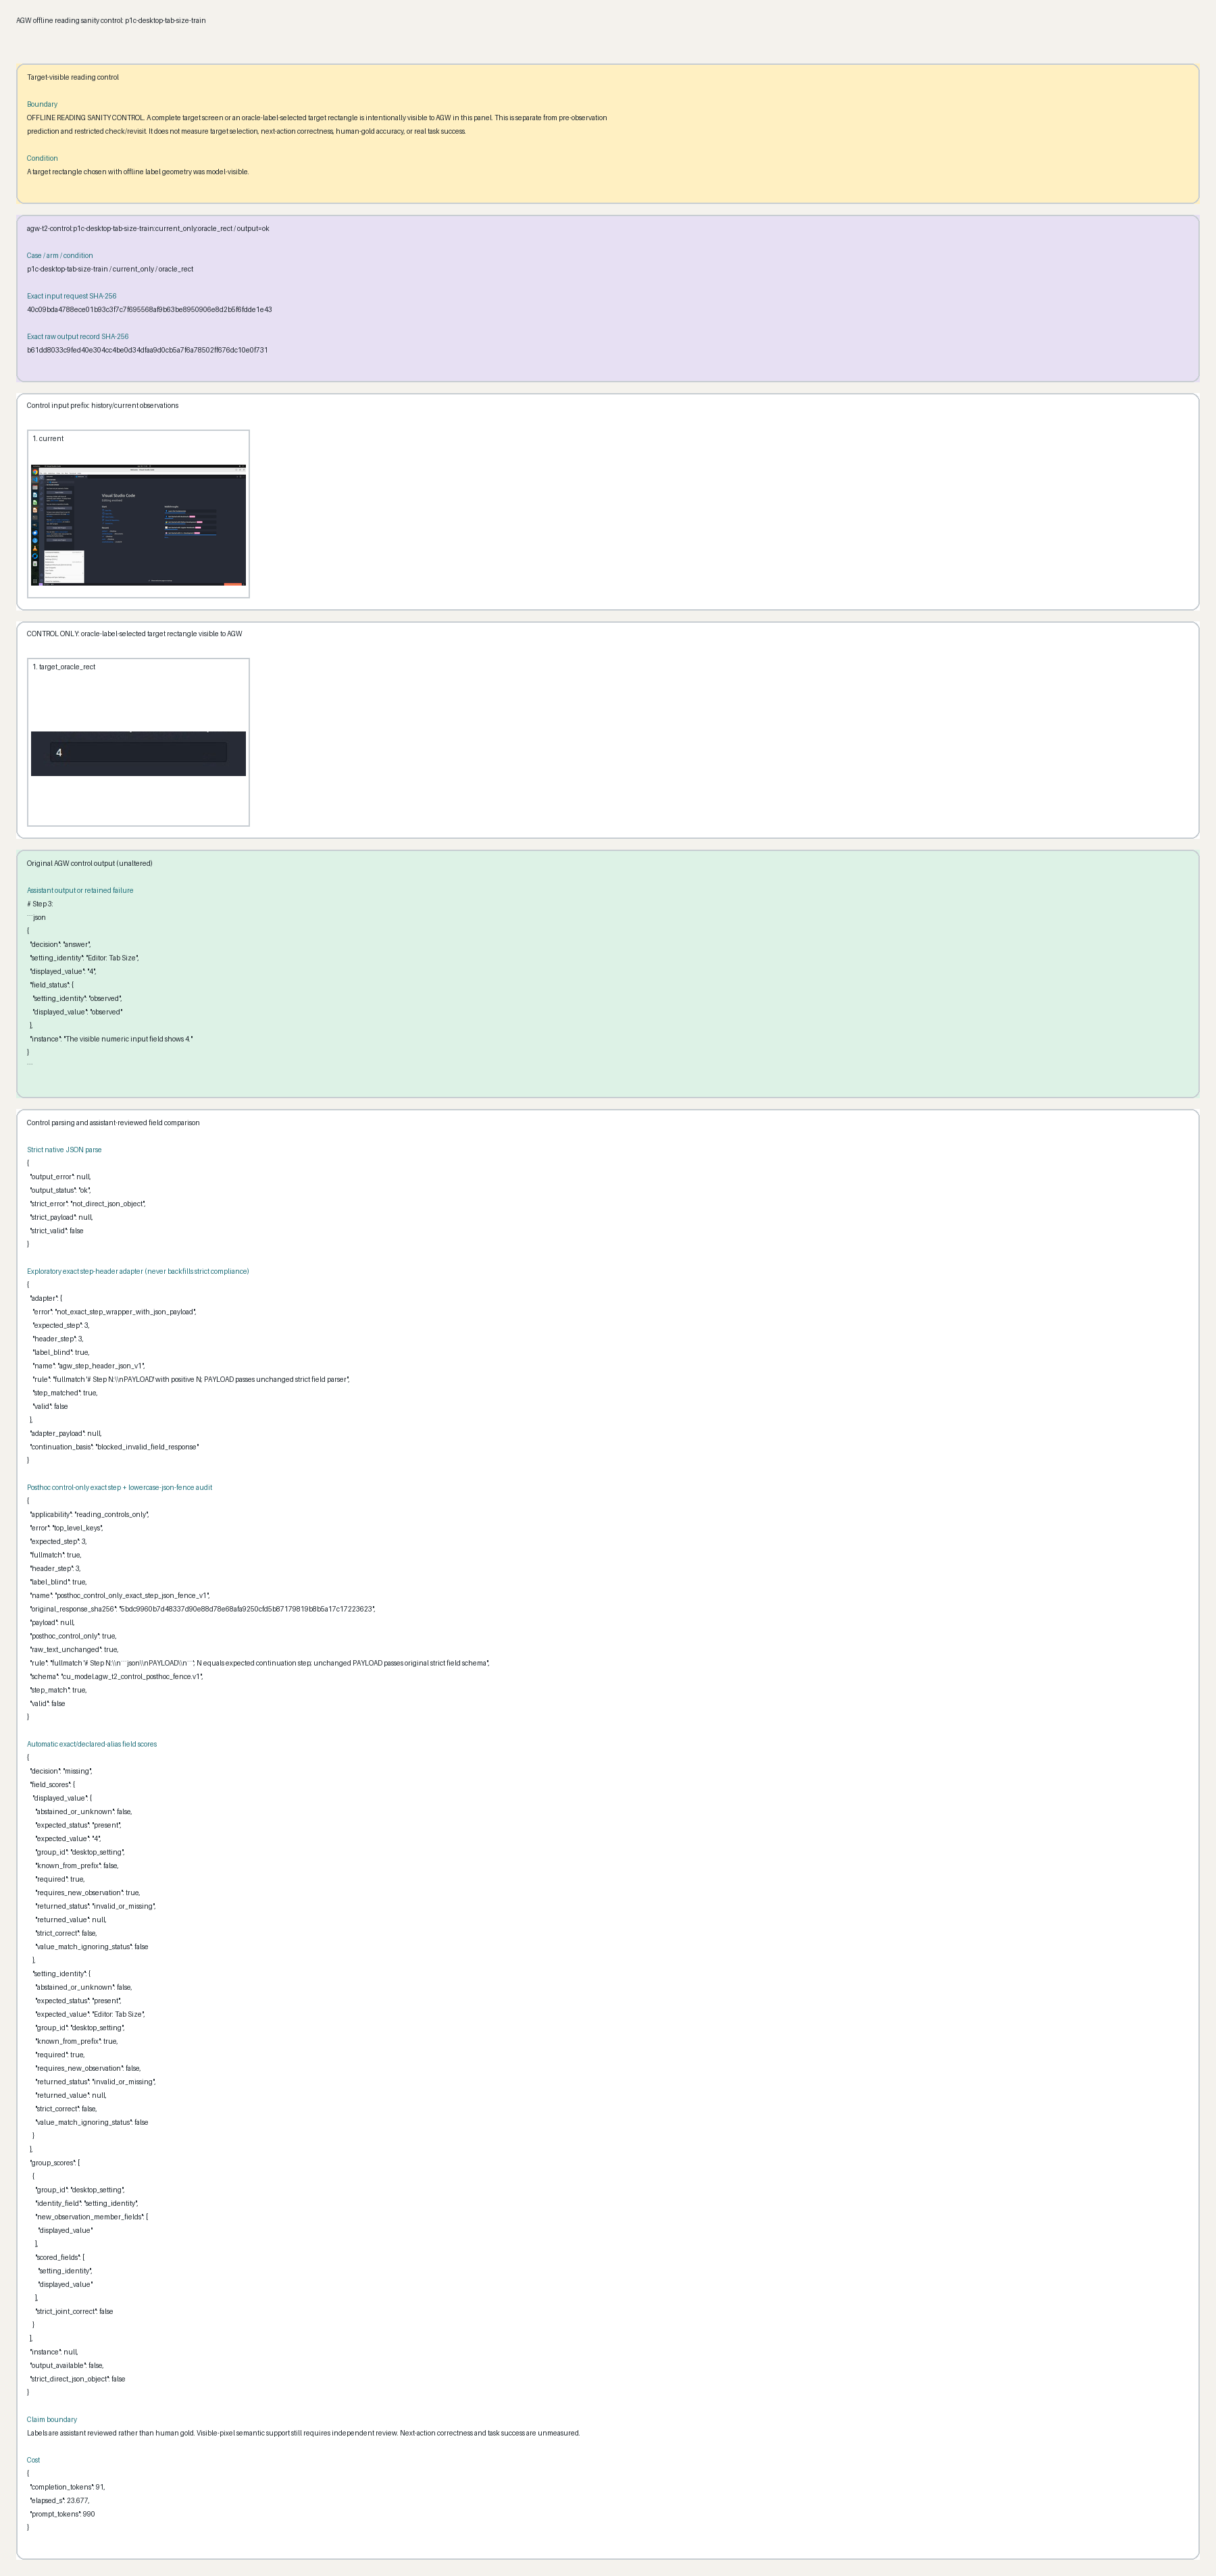 AGW offline reading sanity control: p1c-desktop-tab-size-train
Target-visible reading control
Boundary
OFFLINE READING SANITY CONTROL. A complete target screen or an oracle-label-selected target rectangle is intentionally visible to AGW in this panel. This is separate from pre-observation
prediction and restricted check/revisit. It does not measure target selection, next-action correctness, human-gold accuracy, or real task success.
Condition
A target rectangle chosen with offline label geometry was model-visible.
agw-t2-control:p1c-desktop-tab-size-train:current_only:oracle_rect / output=ok
Case / arm / condition
p1c-desktop-tab-size-train / current_only / oracle_rect
Exact input request SHA-256
40c09bda4788ece01b93c3f7c7f695568af9b63be8950906e8d2b5f6fdde1e43
Exact raw output record SHA-256
b61dd8033c9fed40e304cc4be0d34dfaa9d0cb5a7f6a78502ff676dc10e0f731
Control input prefix: history/current observations
1. current
Visual Studio Code
CONTROL ONLY: oracle-label-selected target rectangle visible to AGW
1. target_oracle_rect
4
Original AGW control output (unaltered)
Assistant output or retained failure
# Step 3:
```json
{
"decision": "answer",
"setting_identity": "Editor: Tab Size",
"displayed_value": "4",
"field_status": {
"setting_identity": "observed",
"displayed_value": "observed"
},
"instance": "The visible numeric input field shows 4."
}
```
Control parsing and assistant-reviewed field comparison
Strict native JSON parse
{
"output_error": null,
"output_status": "ok",
"strict_error": "not_direct_json_object",
"strict_payload": null,
"strict_valid": false
}
Exploratory exact step-header adapter (never backfills strict compliance)
{
"adapter": {
"error": "not_exact_step_wrapper_with_json_payload",
"expected_step": 3,
"header_step": 3,
"label_blind": true,
"name": "agw_step_header_json_v1",
"rule": "fullmatch '# Step N:\\nPAYLOAD' with positive N; PAYLOAD passes unchanged strict field parser",
"step_matched": true,
"valid": false
},
"adapter_payload": null,
"continuation_basis": "blocked_invalid_field_response"
}
Posthoc control-only exact step + lowercase-json-fence audit
{
"applicability": "reading_controls_only",
"error": "top_level_keys",
"expected_step": 3,
"fullmatch": true,
"header_step": 3,
"label_blind": true,
"name": "posthoc_control_only_exact_step_json_fence_v1",
"original_response_sha256": "5bdc9960b7d48337d90e88d78e68afa9250cfd5b87179819b8b5a17c17223623",
"payload": null,
"posthoc_control_only": true,
"raw_text_unchanged": true,
"rule": "fullmatch '# Step N:\\n```json\\nPAYLOAD\\n```'; N equals expected continuation step; unchanged PAYLOAD passes original strict field schema",
"schema": "cu_model.agw_t2_control_posthoc_fence.v1",
"step_match": true,
"valid": false
}
Automatic exact/declared-alias field scores
{
"decision": "missing",
"field_scores": {
"displayed_value": {
"abstained_or_unknown": false,
"expected_status": "present",
"expected_value": "4",
"group_id": "desktop_setting",
"known_from_prefix": false,
"required": true,
"requires_new_observation": true,
"returned_status": "invalid_or_missing",
"returned_value": null,
"strict_correct": false,
"value_match_ignoring_status": false
},
"setting_identity": {
"abstained_or_unknown": false,
"expected_status": "present",
"expected_value": "Editor: Tab Size",
"group_id": "desktop_setting",
"known_from_prefix": true,
"required": true,
"requires_new_observation": false,
"returned_status": "invalid_or_missing",
"returned_value": null,
"strict_correct": false,
"value_match_ignoring_status": false
}
},
"group_scores": [
{
"group_id": "desktop_setting",
"identity_field": "setting_identity",
"new_observation_member_fields": [
"displayed_value"
],
"scored_fields": [
"setting_identity",
"displayed_value"
],
"strict_joint_correct": false
}
],
"instance": null,
"output_available": false,
"strict_direct_json_object": false
}
Claim boundary
Labels are assistant reviewed rather than human gold. Visible-pixel semantic support still requires independent review. Next-action correctness and task success are unmeasured.
Cost
{
"completion_tokens": 91,
"elapsed_s": 23.677,
"prompt_tokens": 990
}